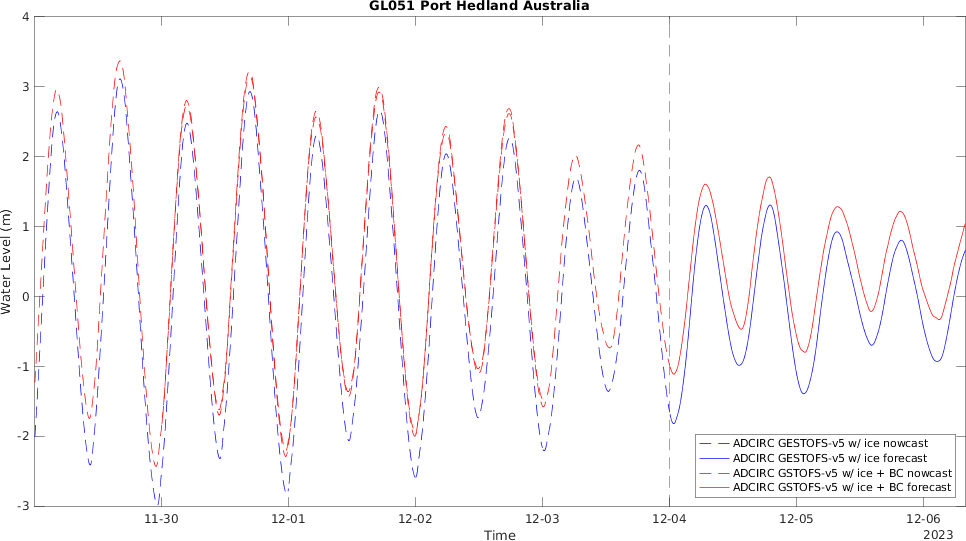 GL051 Port Hedland Australia
4
3
2
1
0
-1
-2
-3
Water Level (m)
ADCIRC GESTOFS-v5 w/ ice nowcast
ADCIRC GESTOFS-v5 w/ ice forecast
ADCIRC GSTOFS-v5 w/ ice + BC nowcast
ADCIRC GSTOFS-v5 w/ ice + BC forecast
11-30 12-01 12-02 12-03 12-04 12-05 12-06
Time
2023